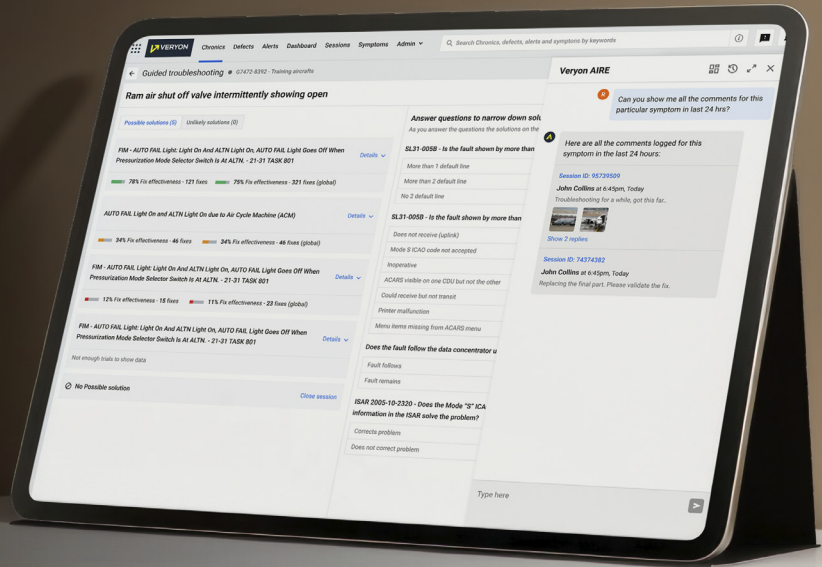 VERYON
Chronics Defects Alerts Dashboard Sessions Symptoms Admin
Search Chronics, defects, alerts and symptoms by keywords
Guided troubleshooting G7472-8392 - Training aircrafts
Ram air shut off valve intermittently showing open
Possible solutions (5) Unlikely solutions (0)
FIM - AUTO FAIL Light: Light On And ALTN Light On, AUTO FAIL Light Goes Off When
Pressurization Mode Selector Switch Is At ALTN. - 21-31 TASK 801
Details
78% Fix effectiveness - 121 fixes 75% Fix effectiveness - 321 fixes (global)
AUTO FAIL Light On and ALTN Light On due to Air Cycle Machine (ACM)
Details
34% Fix effectiveness - 46 fixes 34% Fix effectiveness - 46 fixes (global)
FIM - AUTO FAIL Light: Light On And ALTN Light On, AUTO FAIL Light Goes Off When
Pressurization Mode Selector Switch Is At ALTN. - 21-31 TASK 801
Details
12% Fix effectiveness - 15 fixes 11% Fix effectiveness - 23 fixes (global)
FIM - AUTO FAIL Light: Light On And ALTN Light On, AUTO FAIL Light Goes Off When
Pressurization Mode Selector Switch Is At ALTN. - 21-31 TASK 801
Details
Not enough trials to show data
No Possible solution
Close session
Answer questions to narrow down solu
As you answer the questions the solutions on the
SL31-005B - Is the fault shown by more than
More than 1 default line
More than 2 default line
No 2 default line
SL31-005B - Is the fault shown by more than
Does not receive (uplink)
Mode S ICAO code not accepted
Inoperative
ACARS visible on one CDU but not the other
Could receive but not transit
Printer malfunction
Menu items missing from ACARS menu
Does the fault follow the data concentrator u
Fault follows
Fault remains
ISAR 2005-10-2320 - Does the Mode "S" ICA
information in the ISAR solve the problem?
Corrects problem
Does not correct problem
Veryon AIRE
R
Can you show me all the comments for this
particular symptom in last 24 hrs?
Here are all the comments logged for this
symptom in the last 24 hours:
Session ID: 95739509
John Collins at 6:45pm, Today
Troubleshooting for a while, got this far..
Show 2 replies
Session ID: 74374382
John Collins at 6:45pm, Today
Replacing the final part. Please validate the fix.
Type here